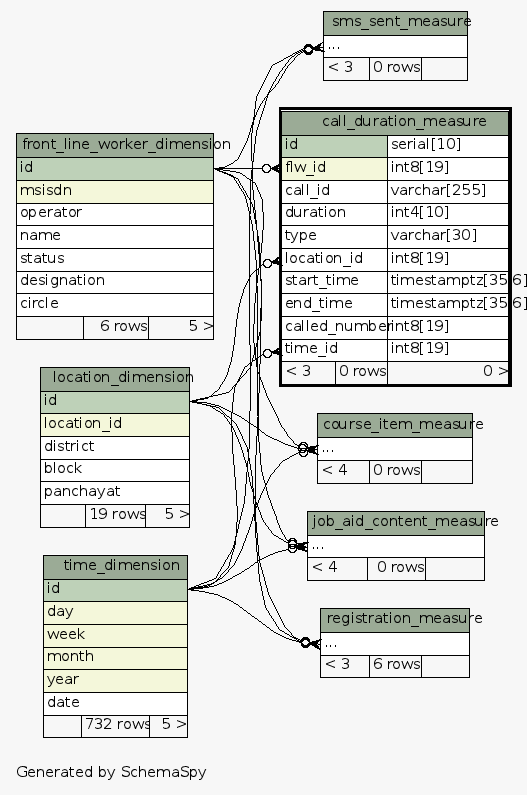 sms_sent_measure
...
< 3 0 rows
call_duration_measure
id serial[10]
flw_id int8[19]
call_id varchar[255]
duration int4[10]
type varchar[30]
location_id int8[19]
start_time timestamptz[35,6]
end_time timestamptz[35,6]
called_number int8[19]
time_id int8[19]
< 3 0 rows 0 >
front_line_worker_dimension
id
msisdn
operator
name
status
designation
circle
6 rows 5 >
location_dimension
id
location_id
district
block
panchayat
19 rows 5 >
course_item_measure
...
< 4 0 rows
job_aid_content_measure
...
< 4 0 rows
time_dimension
id
day
week
month
year
date
732 rows 5 >
registration_measure
...
< 3 6 rows
Generated by SchemaSpy